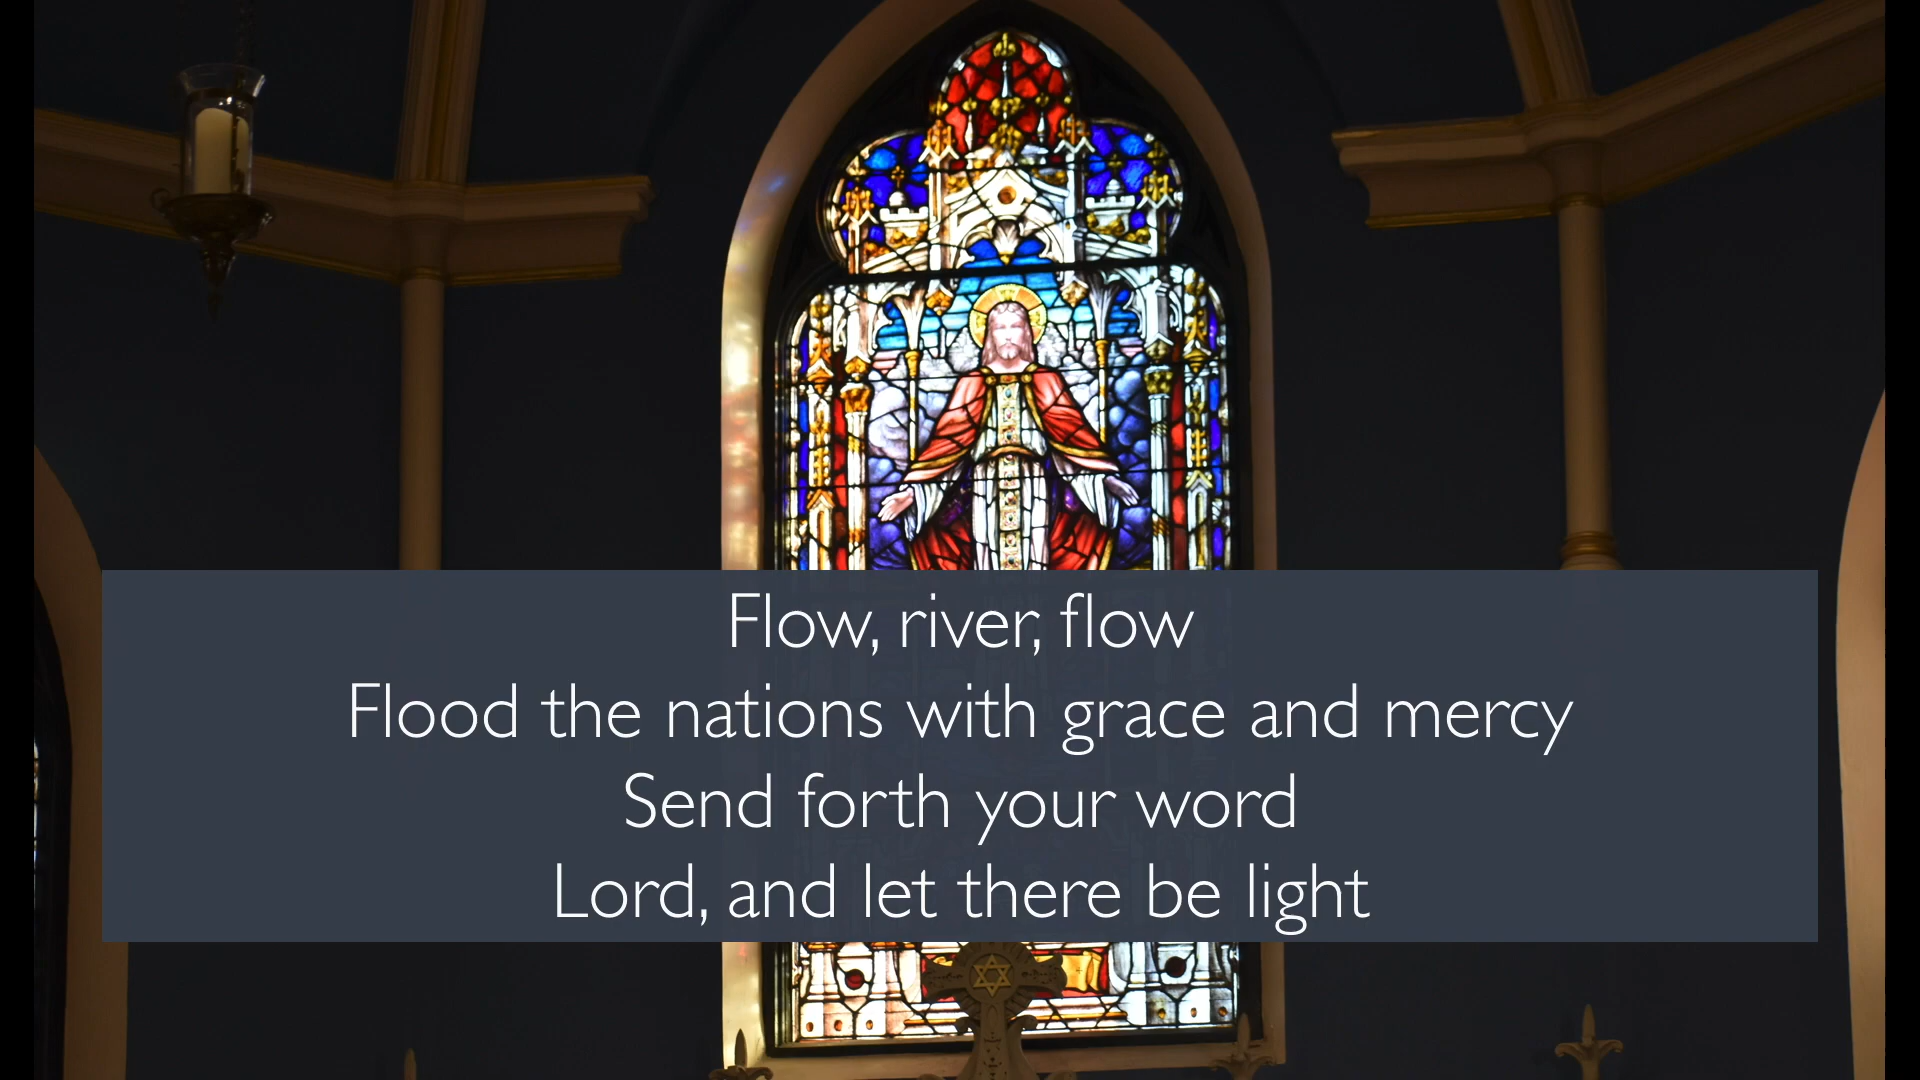 Flow, river, flow
Flood the nations with grace and mercy
Send forth your word
Lord, and let there be light